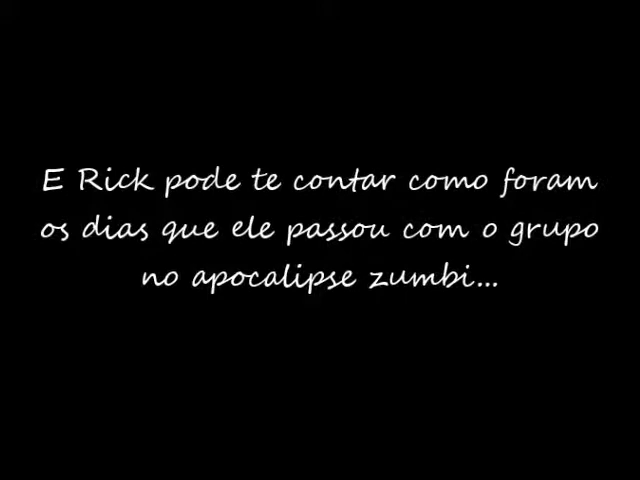 E Rick pode te contar como foram
os dias que ele passou com o grupo
no apocalipse zumbi...